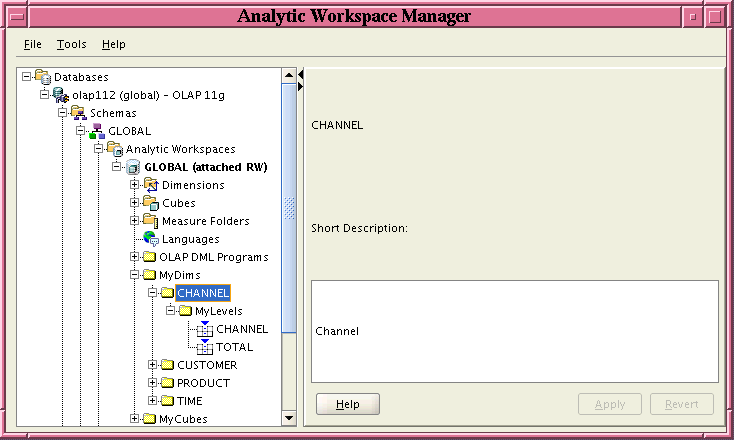 Analytic Workspace Manager
File Tools Help
Databases
olap112 (global) - OLAP 11g
Schemas
GLOBAL
Analytic Workspaces
GLOBAL (attached RW)
Dimensions
Cubes
Measure Folders
Languages
OLAP DML Programs
MyDims
CHANNEL
MyLevels
CHANNEL
TOTAL
CUSTOMER
PRODUCT
TIME
MyCubes
CHANNEL
Short Description:
Channel
Help Apply Revert